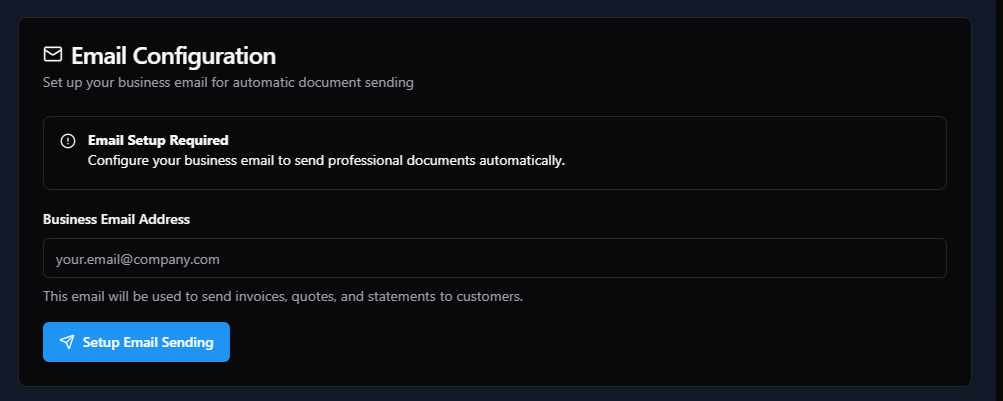 Email Configuration
Set up your business email for automatic document sending
Email Setup Required
Configure your business email to send professional documents automatically.
Business Email Address
your.email@company.com
This email will be used to send invoices, quotes, and statements to customers.
Setup Email Sending